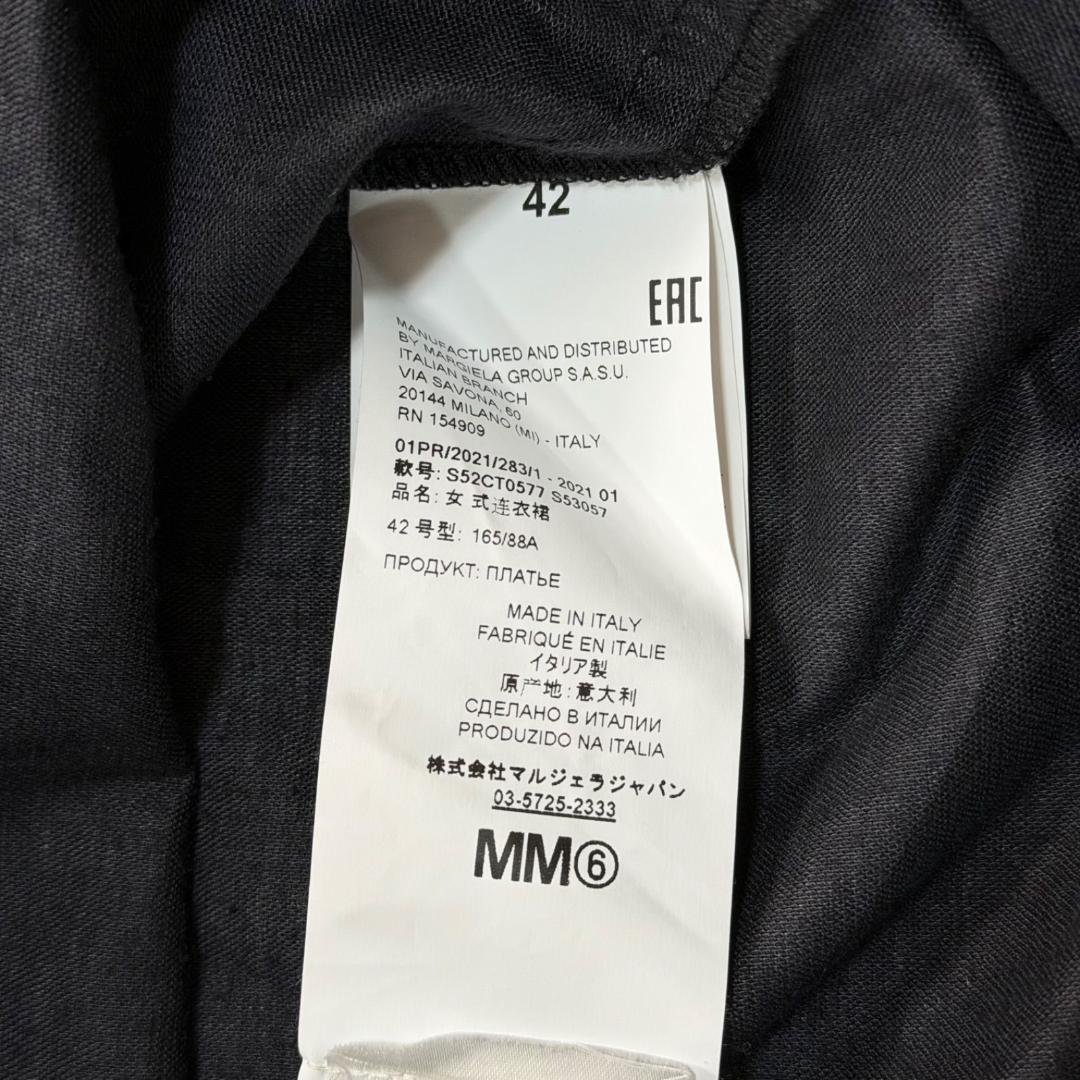 42
EAC
MANUFACTURED AND DISTRIBUTED
BY MARGIELA GROUP S.A.S.U.
ITALIAN BRANCH
VIA SAVONA, 60
20144 MILANO (MI) - ITALY
RN 154909
01PR/2021/283/1 - 2021 01
款号: S52CT0577 S53057
品名: 女 式连衣裙
42 号型: 165/88A
ПРОДУКТ: ПЛАТЬЕ
MADE IN ITALY
FABRIQUÉ EN ITALIE
イタリア製
原产地: 意大利
СДЕЛАНО В ИТАЛИИ
PRODUZIDO NA ITALIA
株式会社マルジェラジャパン
03-5725-2333
MM⑥